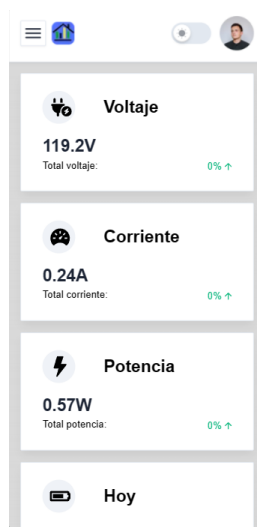 Voltaje
119.2V
Total voltaje:
0% ↑
Corriente
0.24A
Total corriente:
0% ↑
Potencia
0.57W
Total potencia:
0% ↑
Hoy